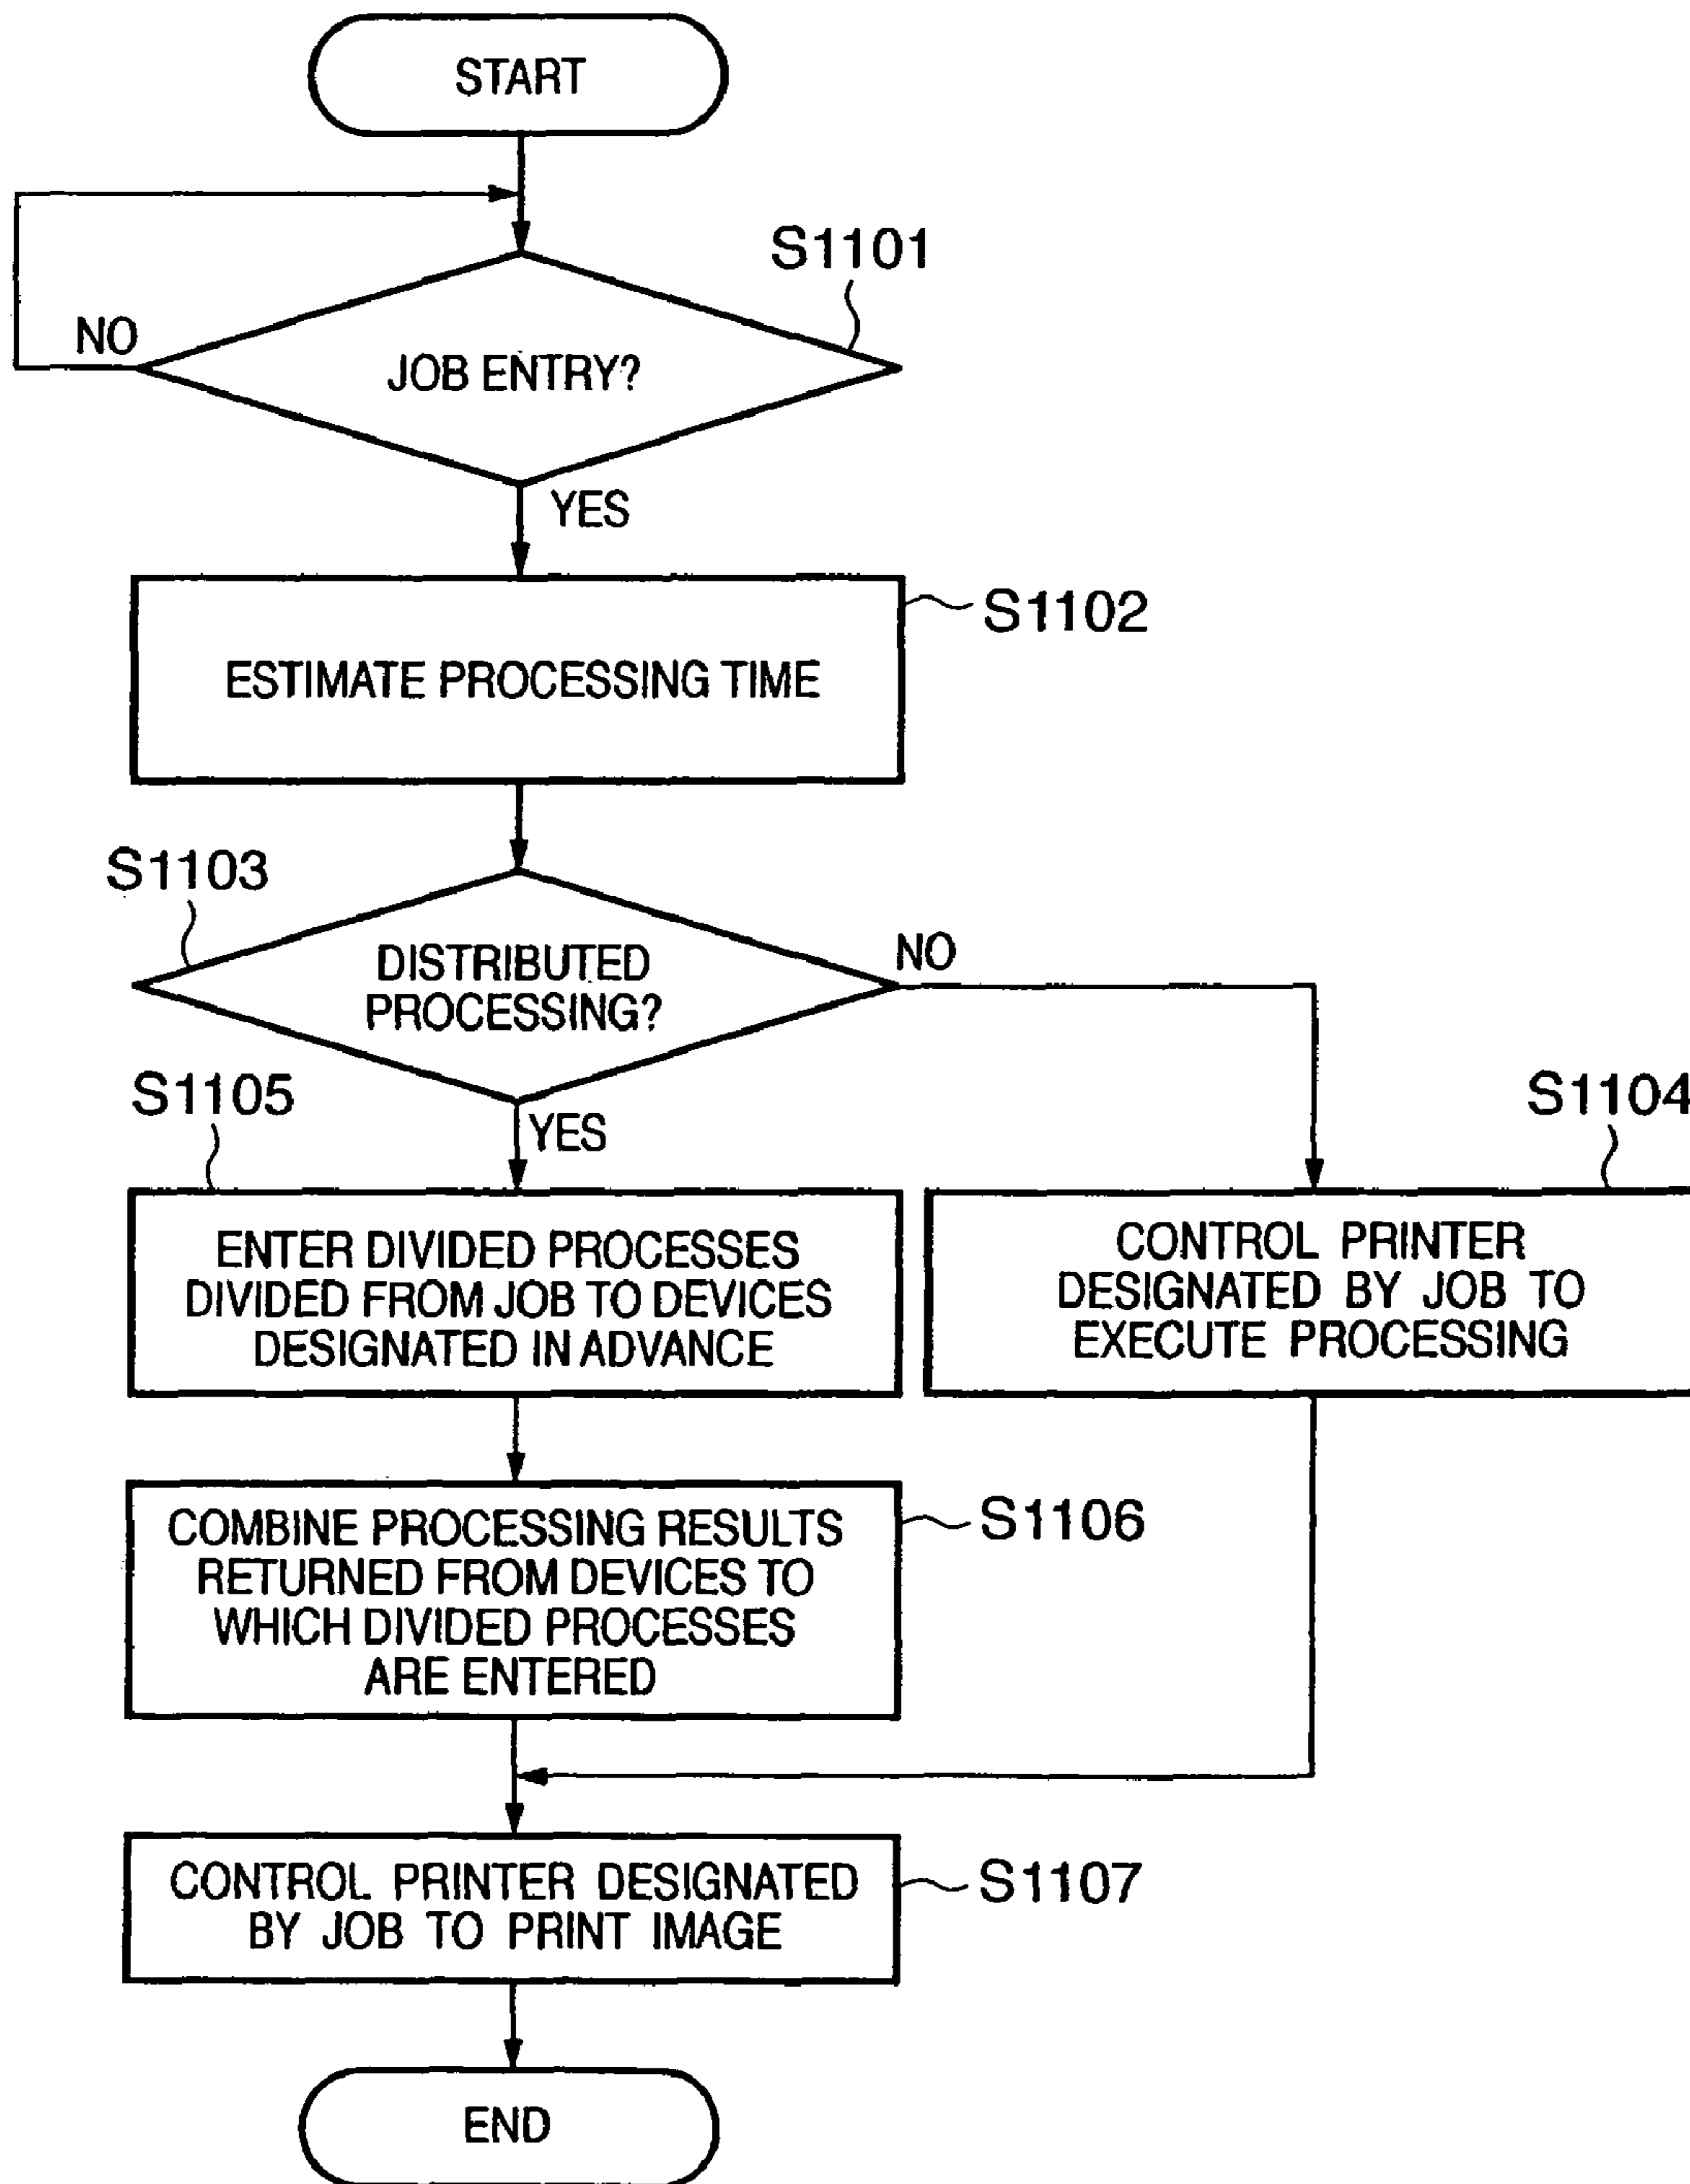 START
S1101
NO
JOB ENTRY?
YES
S1102
ESTIMATE PROCESSING TIME
S1103
DISTRIBUTED
PROCESSING?
NO
YES
S1105
ENTER DIVIDED PROCESSES
DIVIDED FROM JOB TO DEVICES
DESIGNATED IN ADVANCE
S1104
CONTROL PRINTER
DESIGNATED BY JOB TO
EXECUTE PROCESSING
COMBINE PROCESSING RESULTS
RETURNED FROM DEVICES TO
WHICH DIVIDED PROCESSES
ARE ENTERED
S1106
CONTROL PRINTER DESIGNATED
BY JOB TO PRINT IMAGE
S1107
END